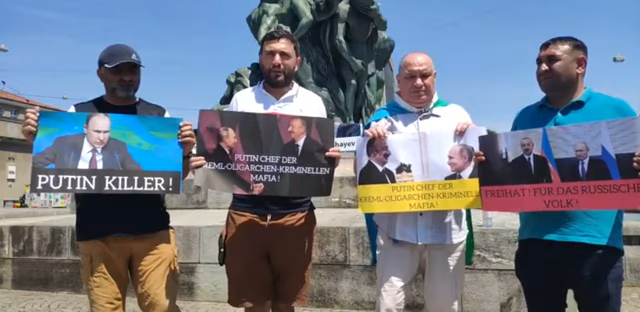 PUTIN KILLER !
PUTIN CHEF DER
KREML-OLIGARCHEN-KRIMINELLEN
MAFIA !
hayev
PUTIN CHEF DER
KREML-OLIGARCHEN-KRIMINELLEN
MAFIA !
FREIHAT! FÜR DAS RUSSISCHE
VOLK !